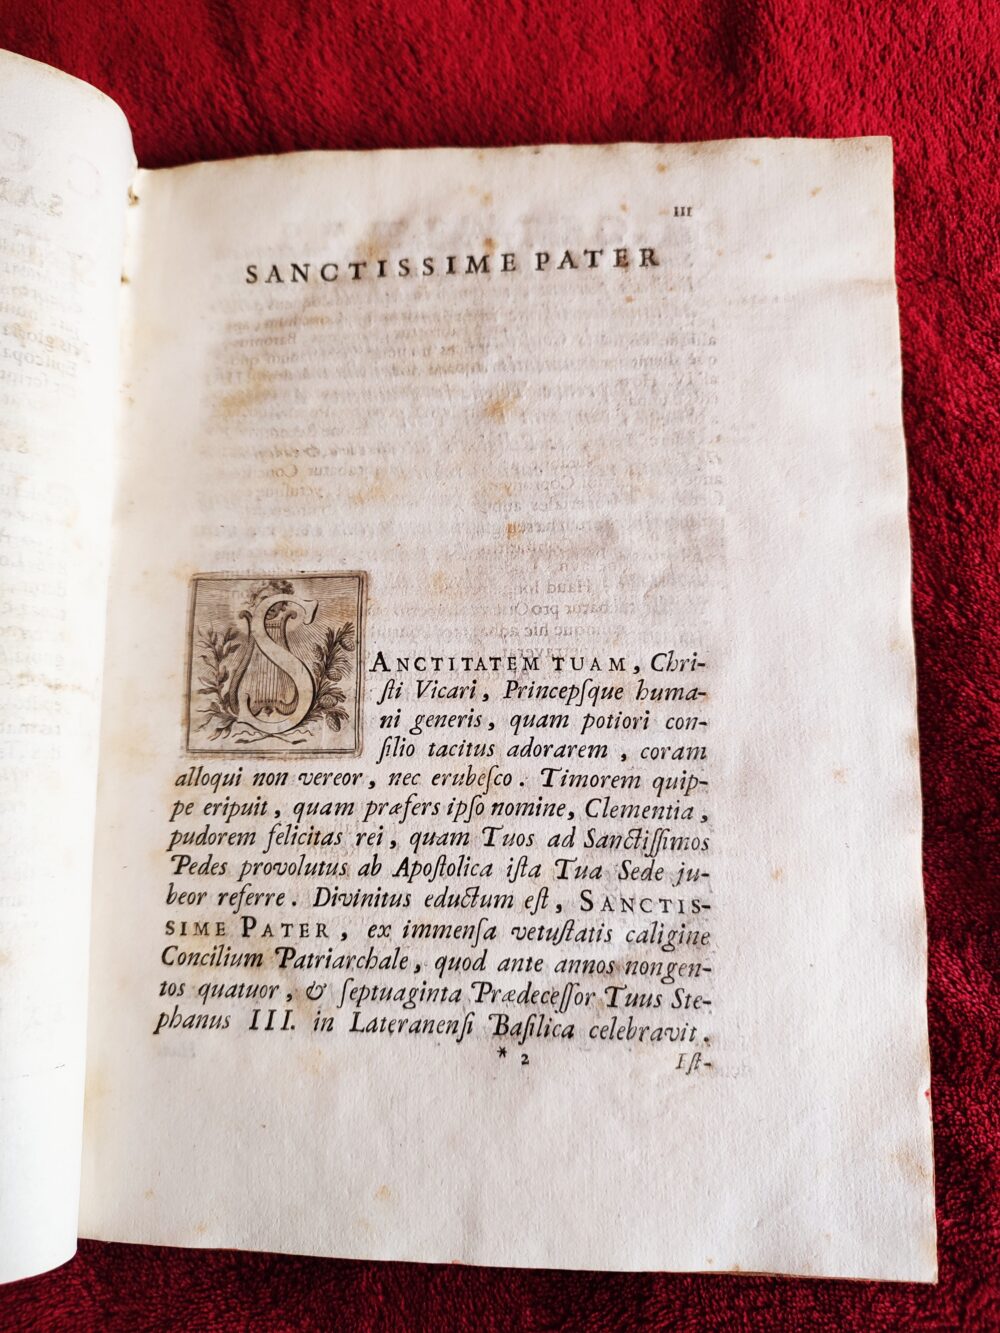 III
SANCTISSIME PATER
SANCTITATEM TUAM, Chri-
ſti Vicari, Princepſque huma-
ni generis, quam potiori con-
ſilio tacitus adorarem, coram
alloqui non vereor, nec erubeſco. Timorem quip-
pe eripuit, quam præfers ipſo nomine, Clementia,
pudorem felicitas rei, quam Tuos ad Sanctiſſimos
Pedes provolutus ab Apoſtolica iſta Tua Sede ju-
beor referre. Divinitus eductum eſt, SANCTIS-
SIME PATER, ex immenſa vetuſtatis caligine
Concilium Patriarchale, quod ante annos nongen-
tos quatuor, & ſeptuaginta Prædeceſſor Tuus Ste-
phanus III. in Lateranenſi Baſilica celebravit.
* 2
Iſt-